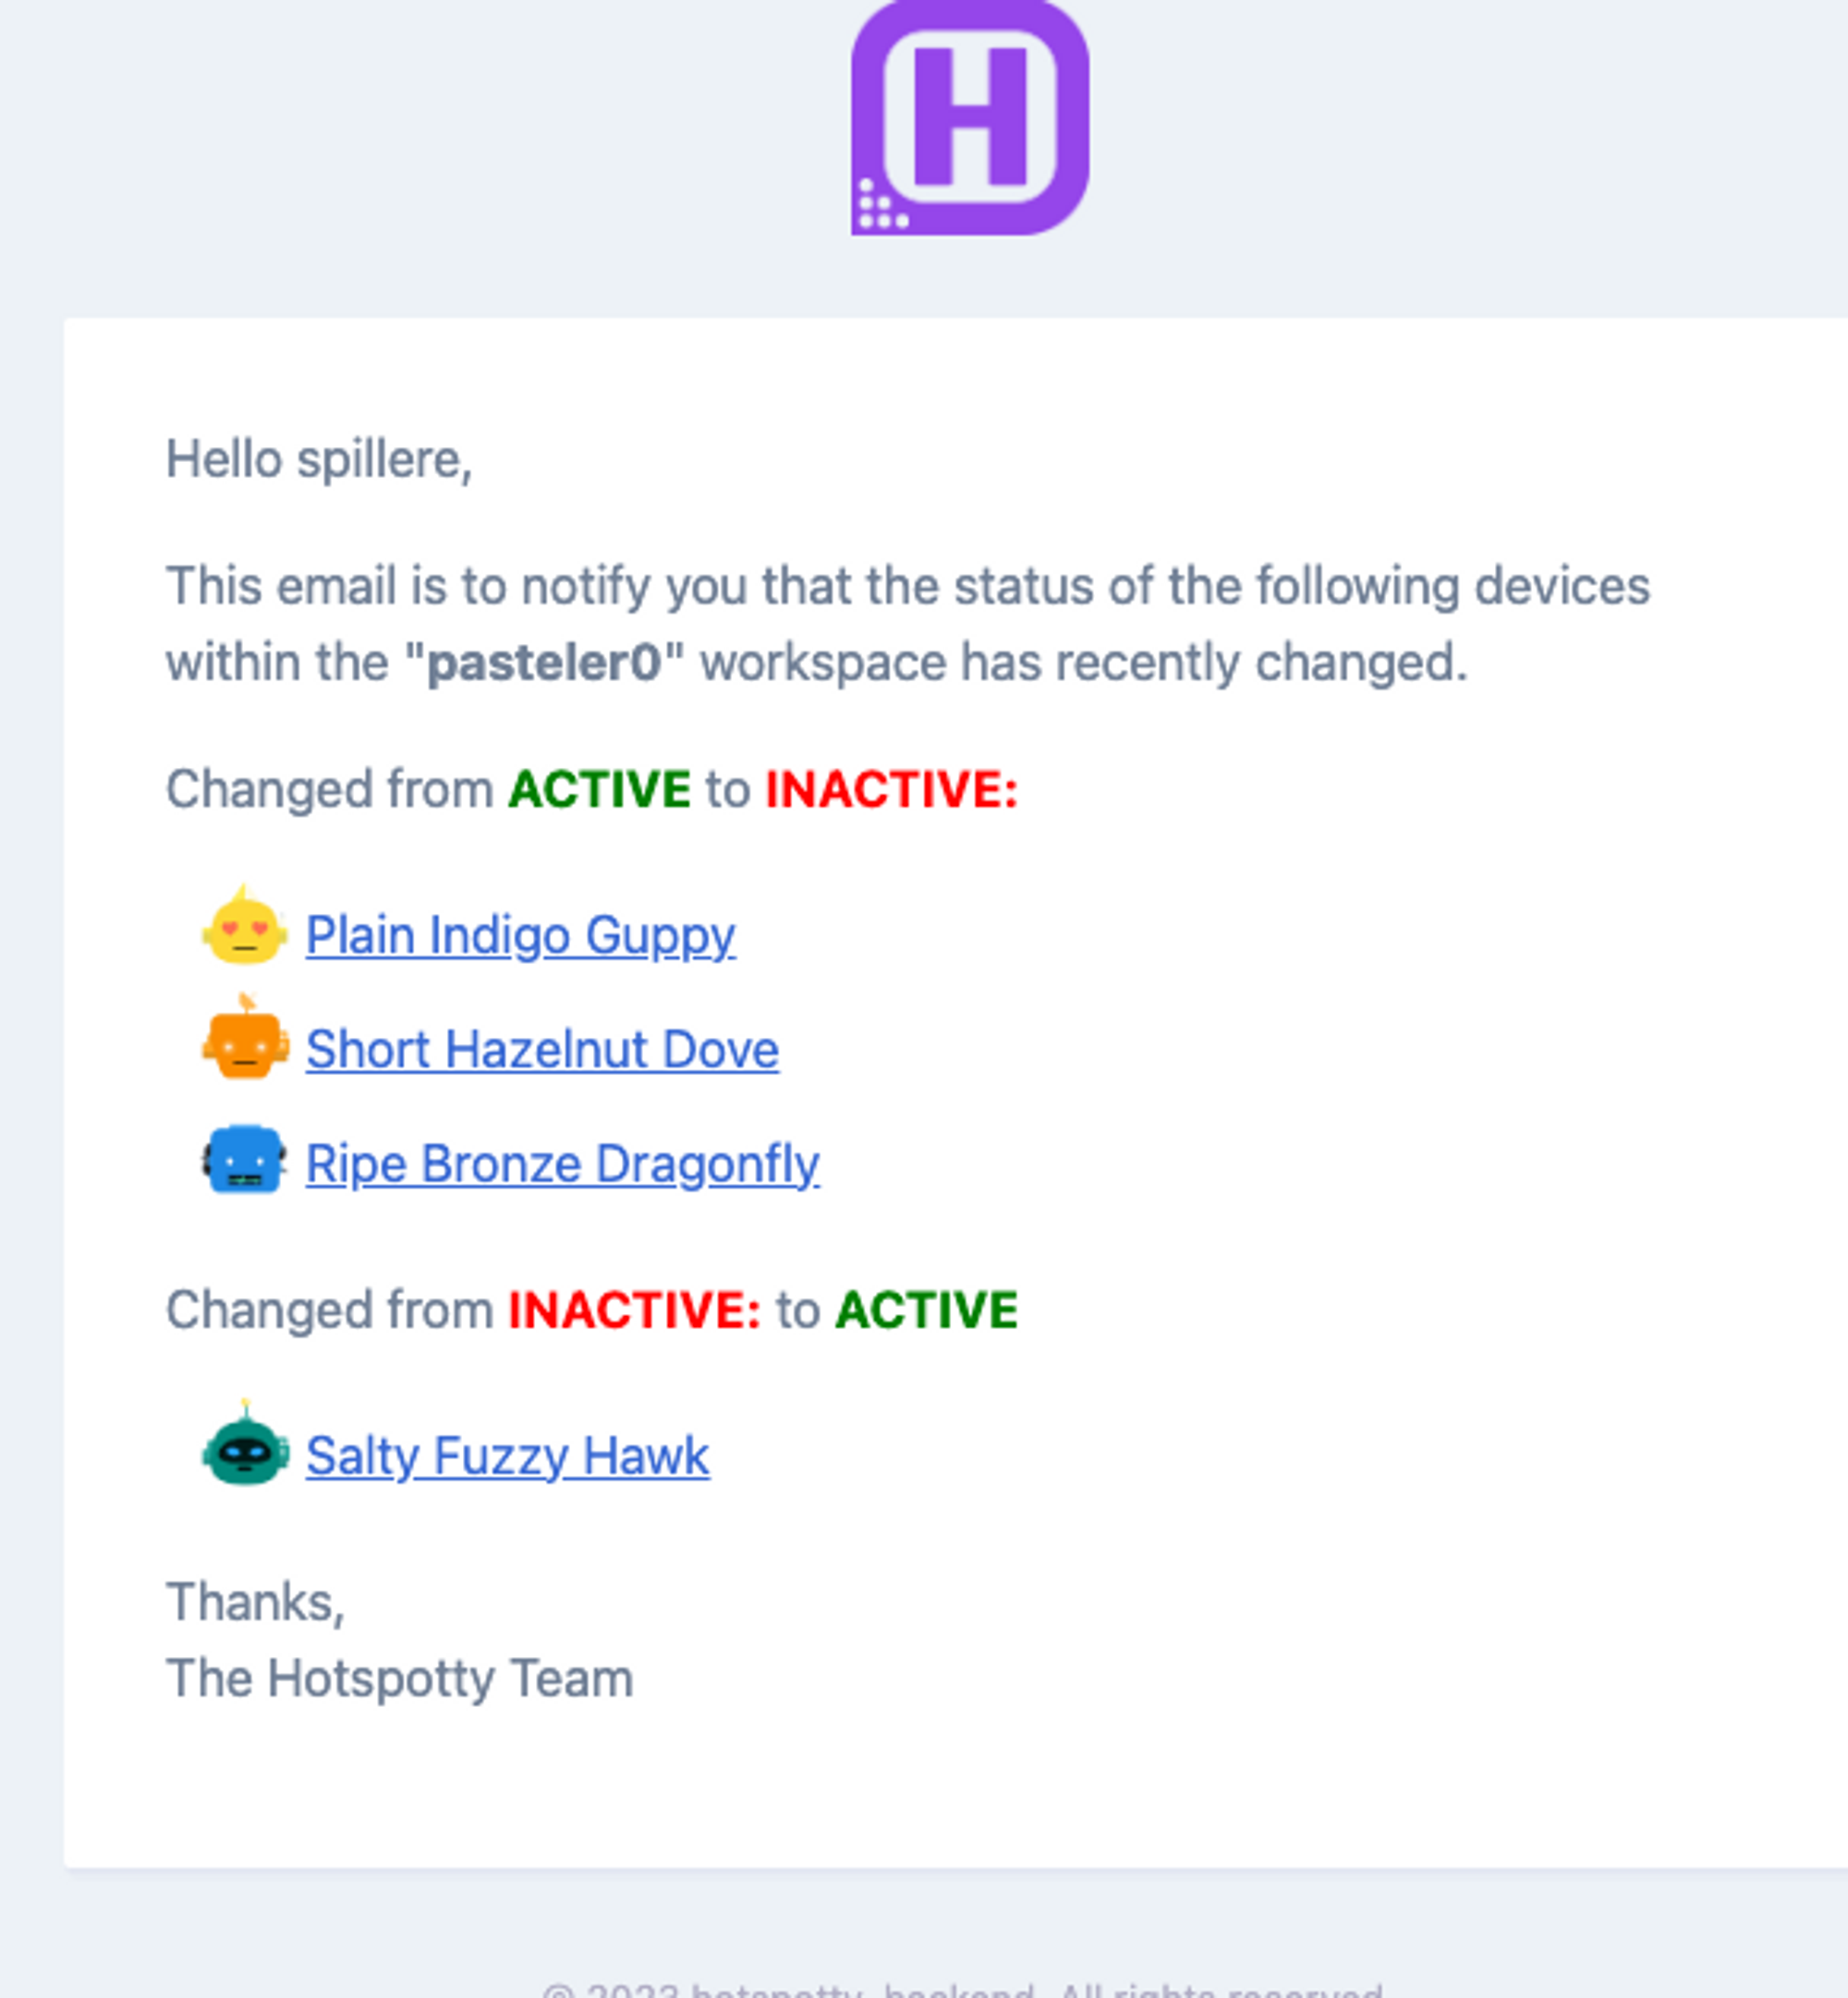 H
Hello spillere,
This email is to notify you that the status of the following devices
within the "pasteler0" workspace has recently changed.
Changed from ACTIVE to INACTIVE:
Plain Indigo Guppy
Short Hazelnut Dove
Ripe Bronze Dragonfly
Changed from INACTIVE: to ACTIVE
Salty Fuzzy Hawk
Thanks,
The Hotspotty Team
© 2023 hotspotty-backend. All rights reserved